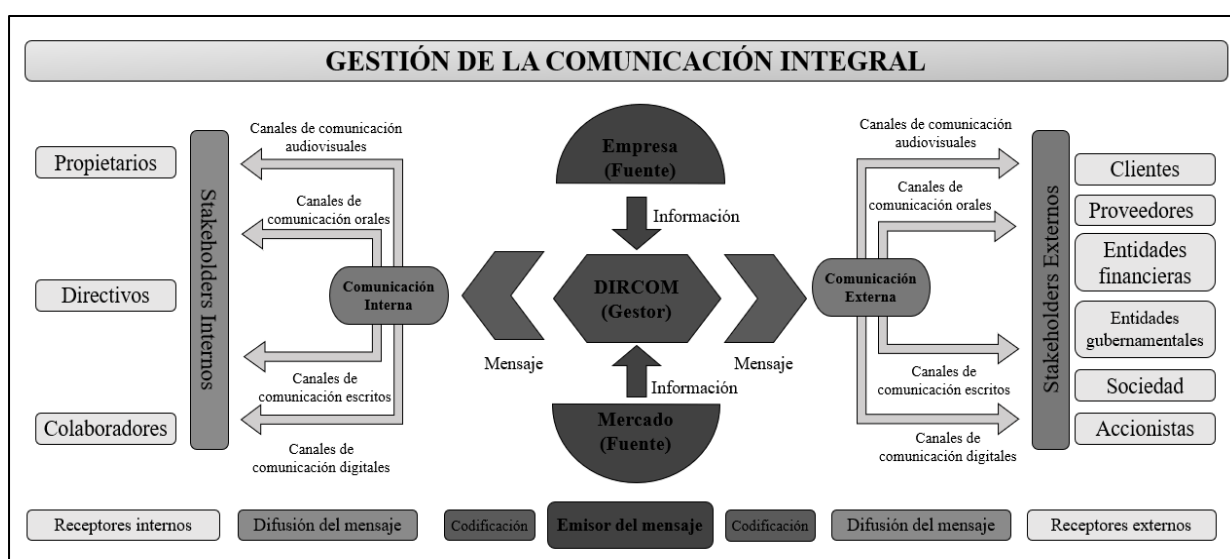 GESTIÓN DE LA COMUNICACIÓN INTEGRAL
Propietarios
Directivos
Colaboradores
Stakeholders Internos
Canales de comunicación
audiovisuales
Canales de
comunicación orales
Comunicación
Interna
Canales de
comunicación escritos
Canales de
comunicación digitales
Mensaje
Empresa
(Fuente)
Información
DIRCOM
(Gestor)
Información
Mercado
(Fuente)
Mensaje
Canales de comunicación
audiovisuales
Canales de
comunicación orales
Comunicación
Externa
Canales de
comunicación escritos
Canales de
comunicación digitales
Stakeholders Externos
Clientes
Proveedores
Entidades
financieras
Entidades
gubernamentales
Sociedad
Accionistas
Receptores internos
Difusión del mensaje
Codificación
Emisor del mensaje
Codificación
Difusión del mensaje
Receptores externos